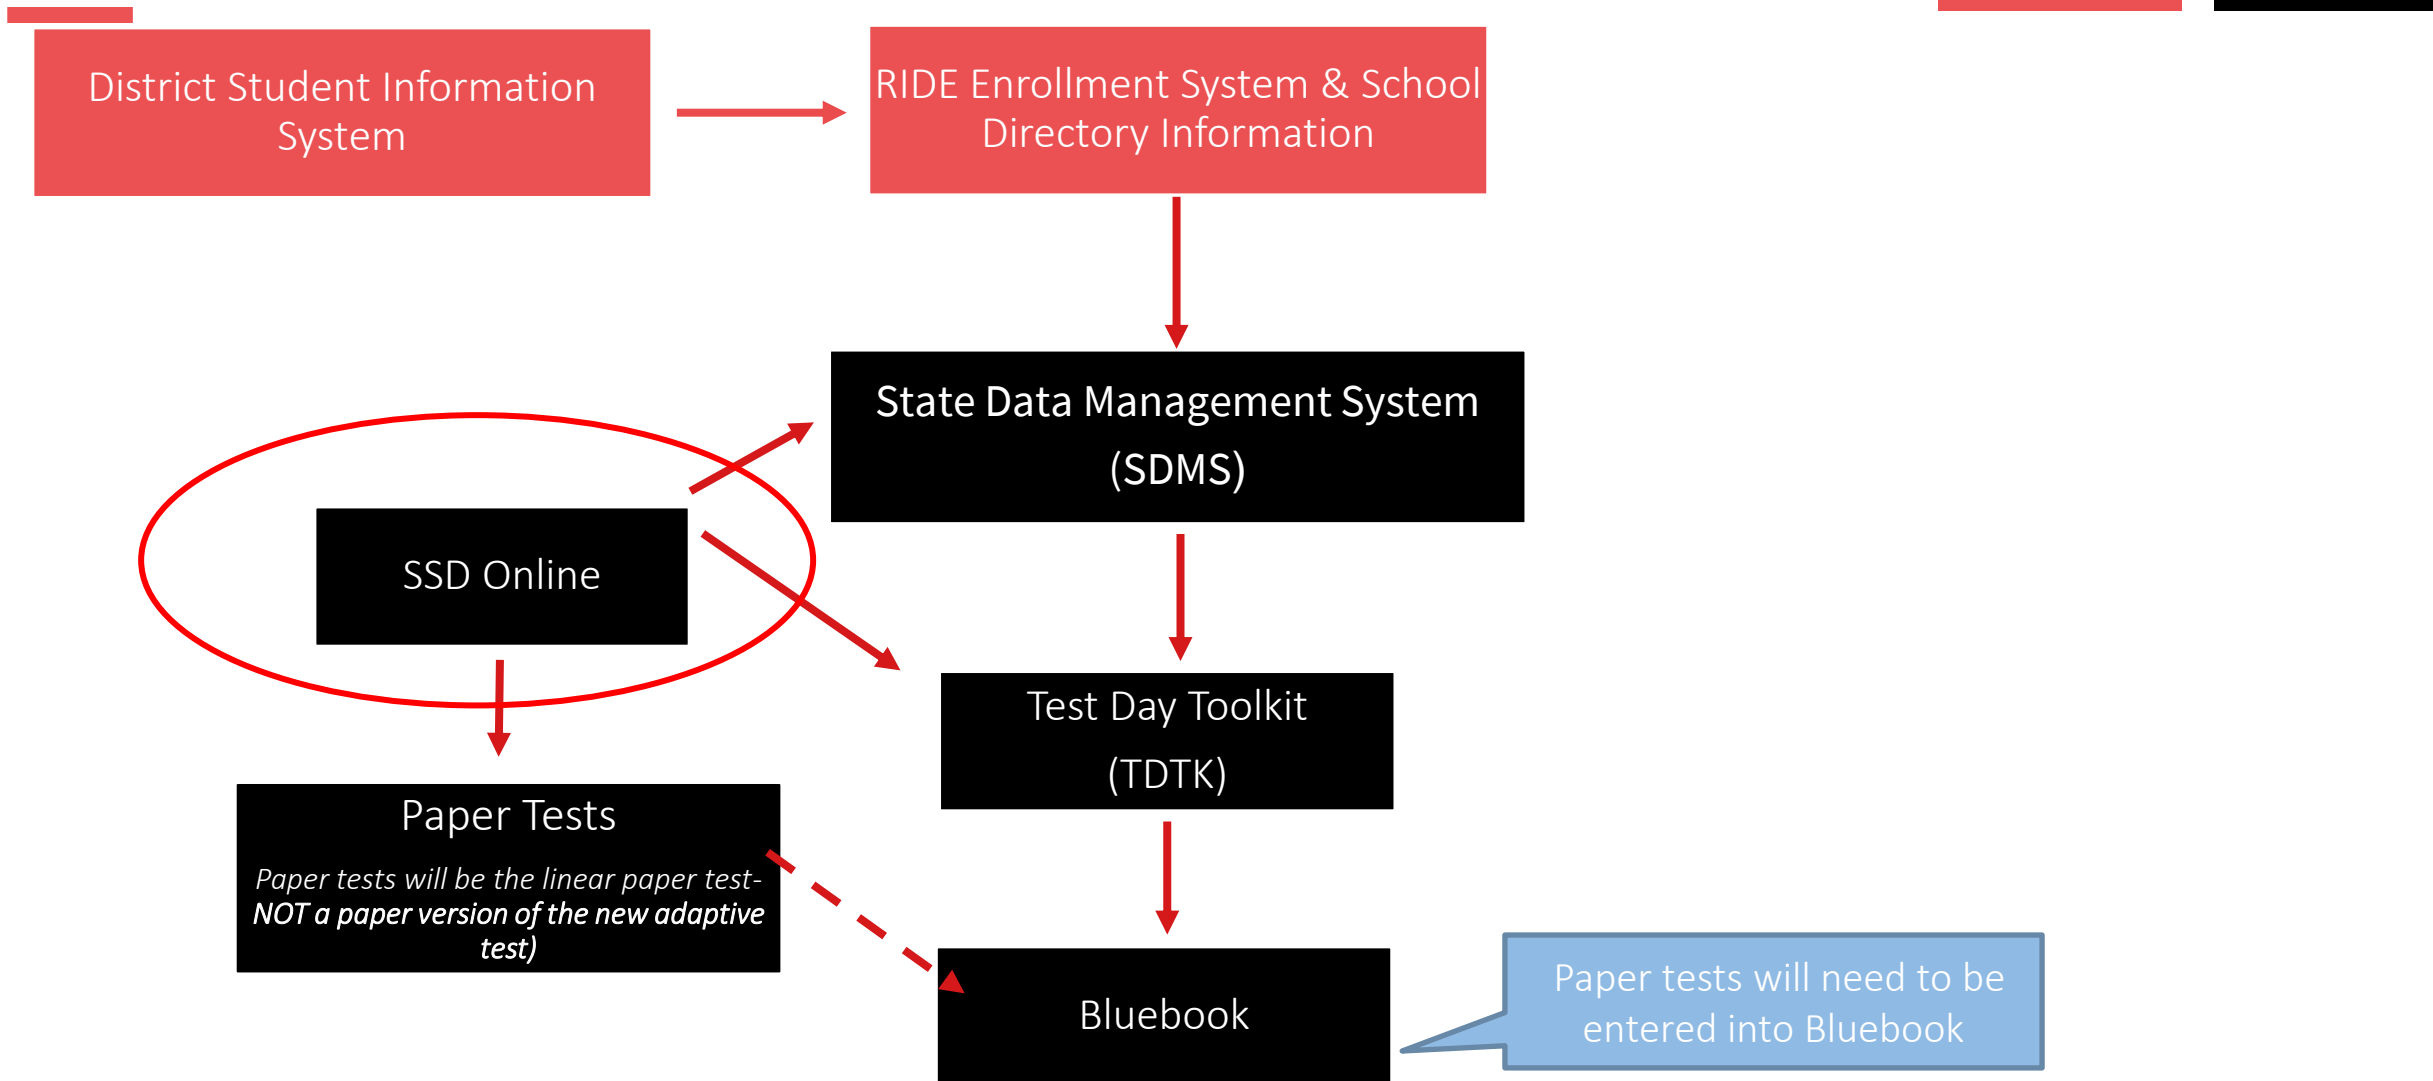 District Student Information
System
RIDE Enrollment System & School
Directory Information
State Data Management System
(SDMS)
SSD Online
Test Day Toolkit
(TDTK)
Paper Tests
Paper tests will be the linear paper test-
NOT a paper version of the new adaptive
test)
Bluebook
Paper tests will need to be
entered into Bluebook